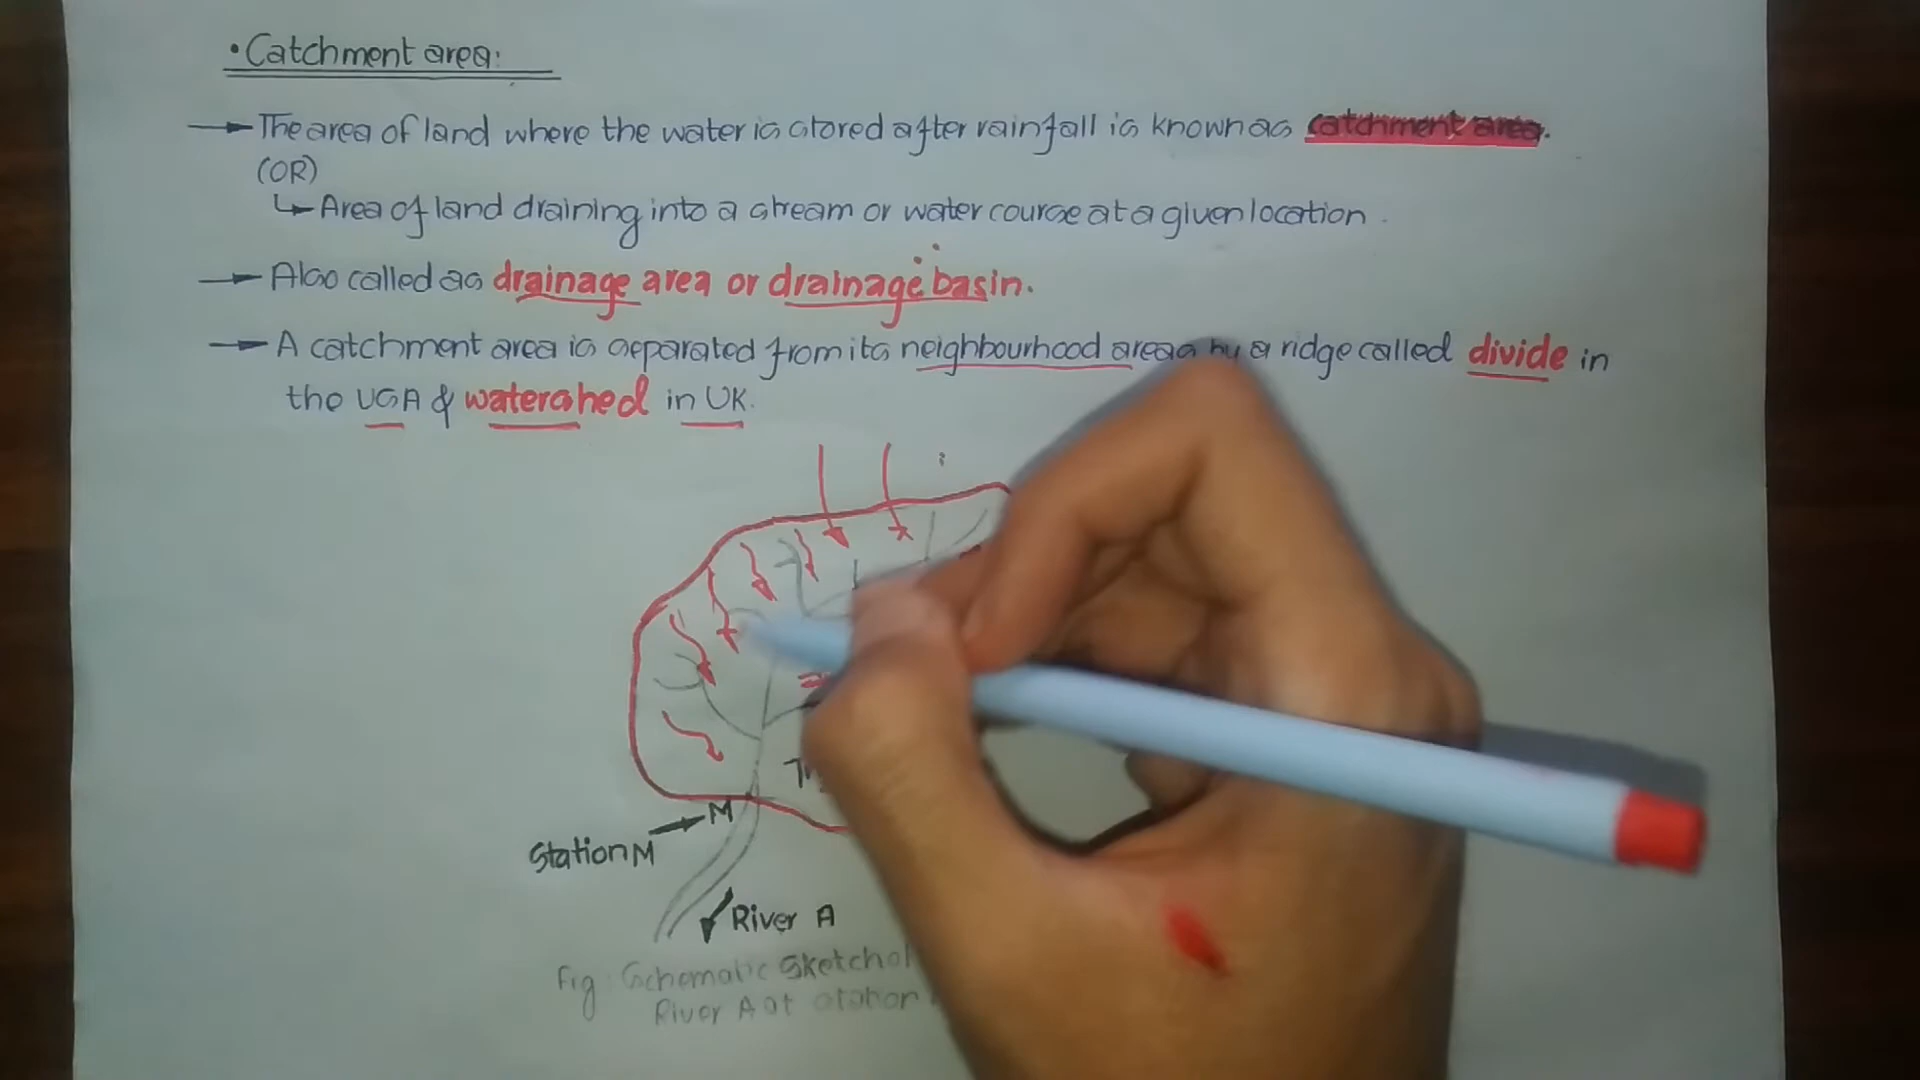 • Catchment area:
→ The area of land where the water is stored after rainfall is known as catchment area.
(OR)
↳ Area of land draining into a stream or water course at a given location.
→ Also called as drainage area or drainage basin.
→ A catchment area is separated from its neighbourhood areas by a ridge called divide in
the USA & watershed in UK.
M
Station M
River A
Fig: Schematic Sketch of
River A at station